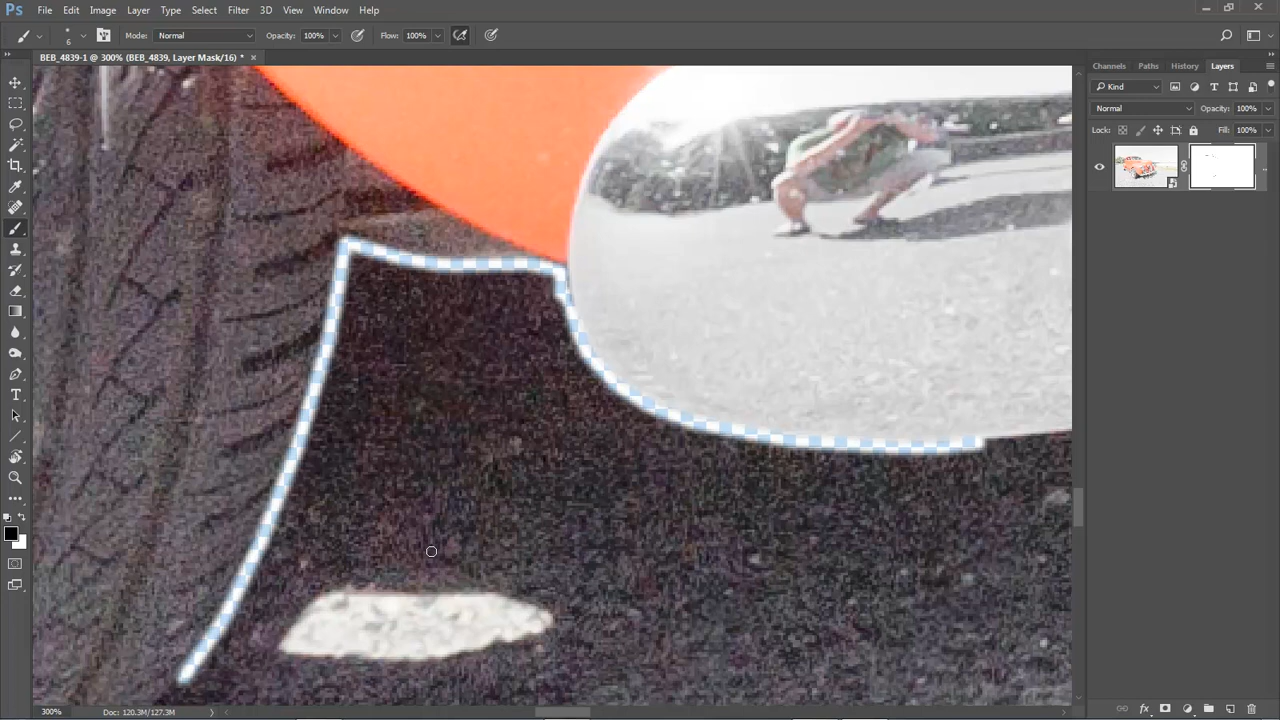 Ps File Edit Image Layer Type Select Filter 3D View Window Help
6 Mode: Normal Opacity: 100% Flow: 100%
BEB_4839-1 @ 300% (BEB_4839, Layer Mask/16) *
Channels Paths History Layers
Kind
Normal Opacity: 100%
Lock: Fill: 100%
300% Doc: 120.3M/127.3M